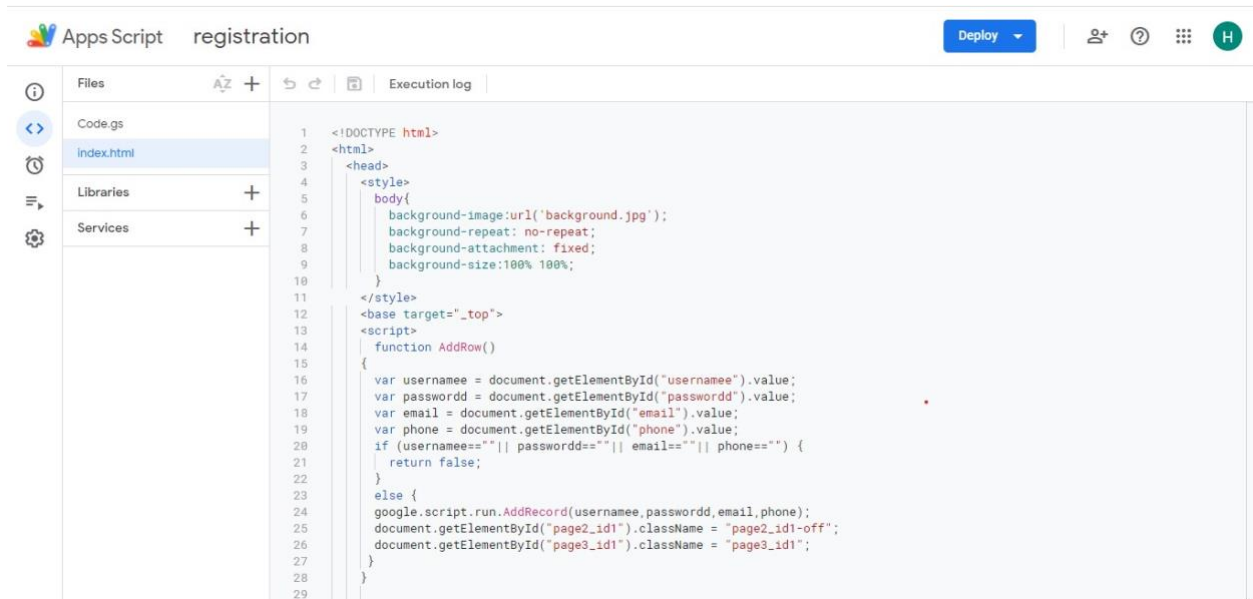 Apps Script registration Deploy H
Files AZ Execution log
Code.gs
index.html
Libraries
Services
1 <!DOCTYPE html>
2 <html>
3 <head>
4 <style>
5 body{
6 background-image:url('background.jpg');
7 background-repeat: no-repeat;
8 background-attachment: fixed;
9 background-size:100% 100%;
10 }
11 </style>
12 <base target="_top">
13 <script>
14 function AddRow()
15 {
16 var usernamee = document.getElementById("usernamee").value;
17 var passwordd = document.getElementById("passwordd").value;
18 var email = document.getElementById("email").value;
19 var phone = document.getElementById("phone").value;
20 if (usernamee==""|| passwordd==""|| email==""|| phone=="") {
21 return false;
22 }
23 else {
24 google.script.run.AddRecord(usernamee,passwordd,email,phone);
25 document.getElementById("page2_id1").className = "page2_id1-off";
26 document.getElementById("page3_id1").className = "page3_id1";
27 }
28 }
29